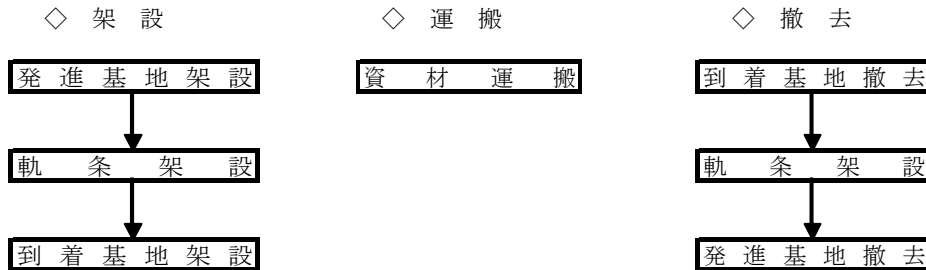 ◇ 架 設
◇ 運 搬
◇ 撤 去
発 進 基 地 架 設
資 材 運 搬
到 着 基 地 撤 去
軌 条 架 設
軌 条 架 設
到 着 基 地 架 設
発 進 基 地 撤 去